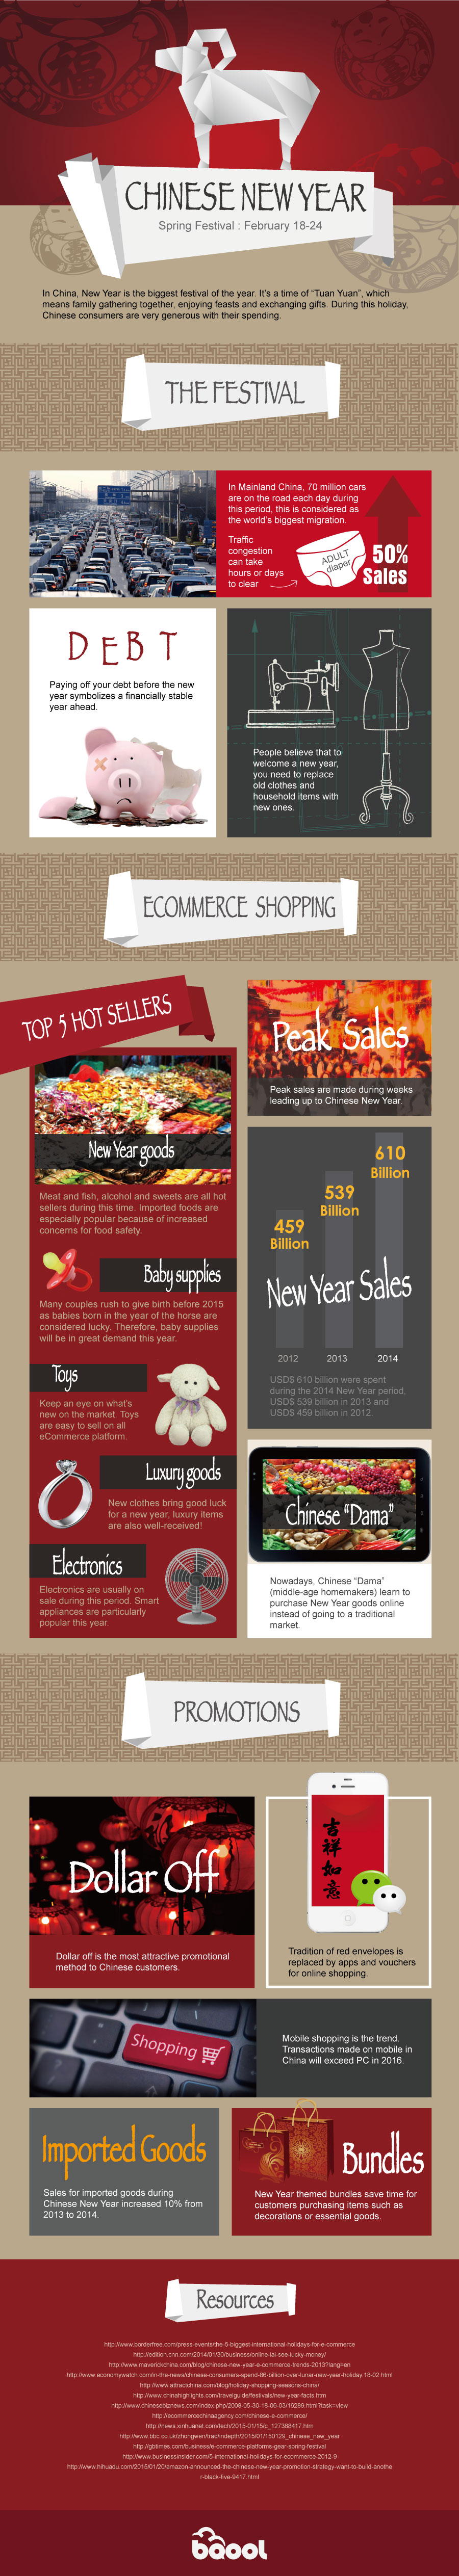 CHINESE NEW YEAR
Spring Festival : February 18-24
In China, New Year is the biggest festival of the year. It's a time of “Tuan Yuan”, which
means family gathering together, enjoying feasts and exchanging gifts. During this holiday,
Chinese consumers are very generous with their spending.
THE FESTIVAL
In Mainland China, 70 million cars
are on the road each day during
this period, this is considered as
the world's biggest migration.
Traffic
congestion
can take
hours or days
to clear
ADULT
diaper
50%
Sales
DEBT
Paying off your debt before the new
year symbolizes a financially stable
year ahead.
People believe that to
welcome a new year,
you need to replace
old clothes and
household items with
new ones.
ECOMMERCE SHOPPING
TOP 5 HOT SELLERS
New Year goods
Meat and fish, alcohol and sweets are all hot
sellers during this time. Imported foods are
especially popular because of increased
concerns for food safety.
Baby supplies
Many couples rush to give birth before 2015
as babies born in the year of the horse are
considered lucky. Therefore, baby supplies
will be in great demand this year.
Toys
Keep an eye on what's
new on the market. Toys
are easy to sell on all
eCommerce platform.
Luxury goods
New clothes bring good luck
for a new year, luxury items
are also well-received!
Electronics
Electronics are usually on
sale during this period. Smart
appliances are particularly
popular this year.
Peak Sales
Peak sales are made during weeks
leading up to Chinese New Year.
610
Billion
539
Billion
459
Billion
New Year Sales
2012 2013 2014
USD$ 610 billion were spent
during the 2014 New Year period,
USD$ 539 billion in 2013 and
USD$ 459 billion in 2012.
Chinese “Dama”
Nowadays, Chinese “Dama”
(middle-age homemakers) learn to
purchase New Year goods online
instead of going to a traditional
market.
PROMOTIONS
Dollar Off
Dollar off is the most attractive promotional
method to Chinese customers.
吉祥如意
Tradition of red envelopes is
replaced by apps and vouchers
for online shopping.
Shopping
Mobile shopping is the trend.
Transactions made on mobile in
China will exceed PC in 2016.
Imported Goods
Sales for imported goods during
Chinese New Year increased 10% from
2013 to 2014.
Bundles
New Year themed bundles save time for
customers purchasing items such as
decorations or essential goods.
Resources
http://www.borderfree.com/press-events/the-5-biggest-international-holidays-for-e-commerce
http://edition.cnn.com/2014/01/30/business/online-lai-see-lucky-money/
http://www.maverickchina.com/blog/chinese-new-year-e-commerce-trends-2013?lang=en
http://www.economywatch.com/in-the-news/chinese-consumers-spend-86-billion-over-lunar-new-year-holiday.18-02.html
http://www.attractchina.com/blog/holiday-shopping-seasons-china/
http://www.chinahighlights.com/travelguide/festivals/new-year-facts.htm
http://www.chinesebiznews.com/index.php/2008-05-30-18-06-03/16289.html?task=view
http://ecommercechinaagency.com/chinese-e-commerce/
http://news.xinhuanet.com/tech/2015-01/15/c_127388417.htm
http://www.bbc.co.uk/zhongwen/trad/indepth/2015/01/150129_chinese_new_year
http://gbtimes.com/business/e-commerce-platforms-gear-spring-festival
http://www.businessinsider.com/5-international-holidays-for-ecommerce-2012-9
http://www.hihuadu.com/2015/01/20/amazon-announced-the-chinese-new-year-promotion-strategy-want-to-build-anothe
r-black-five-9417.html
bqool